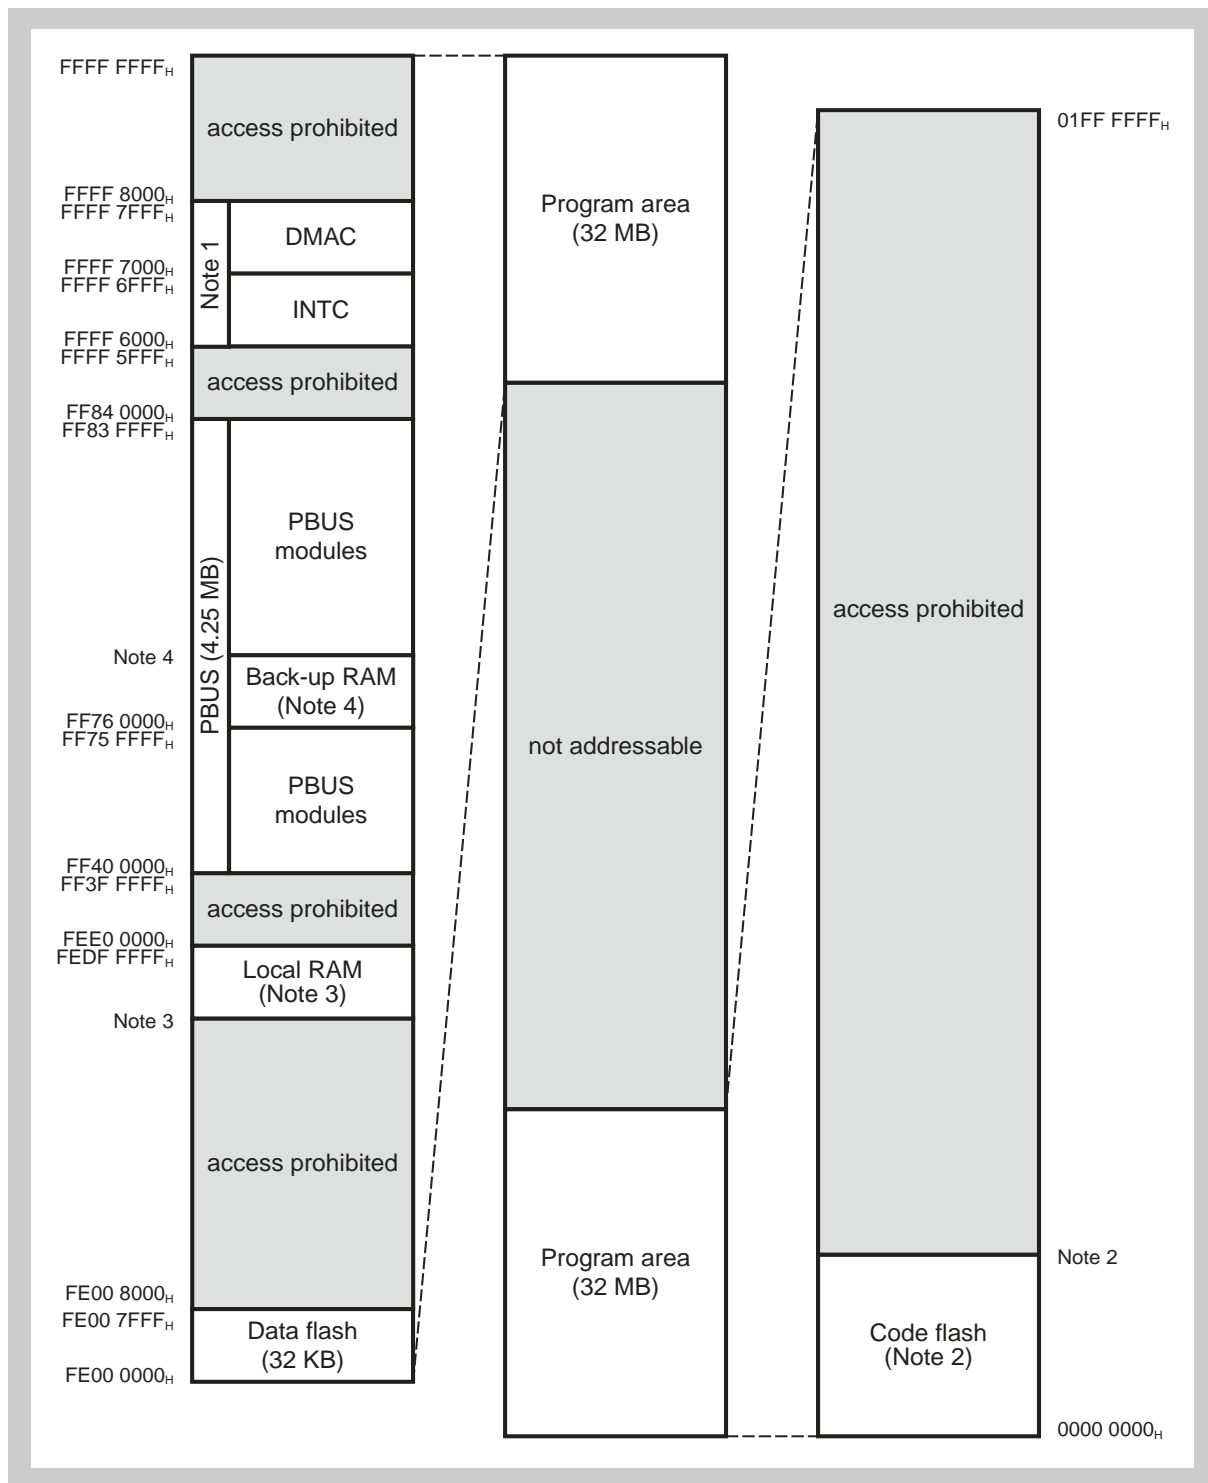 FFFF FFFFH
access prohibited
FFFF 8000H
FFFF 7FFFH
Note 1
DMAC
FFFF 7000H
FFFF 6FFFH
INTC
FFFF 6000H
FFFF 5FFFH
access prohibited
FF84 0000H
FF83 FFFFH
PBUS (4.25 MB)
PBUS
modules
Note 4
Back-up RAM
(Note 4)
FF76 0000H
FF75 FFFFH
PBUS
modules
FF40 0000H
FF3F FFFFH
access prohibited
FEE0 0000H
FEDF FFFFH
Local RAM
(Note 3)
Note 3
access prohibited
FE00 8000H
FE00 7FFFH
Data flash
(32 KB)
FE00 0000H
Program area
(32 MB)
not addressable
Program area
(32 MB)
01FF FFFFH
access prohibited
Note 2
Code flash
(Note 2)
0000 0000H